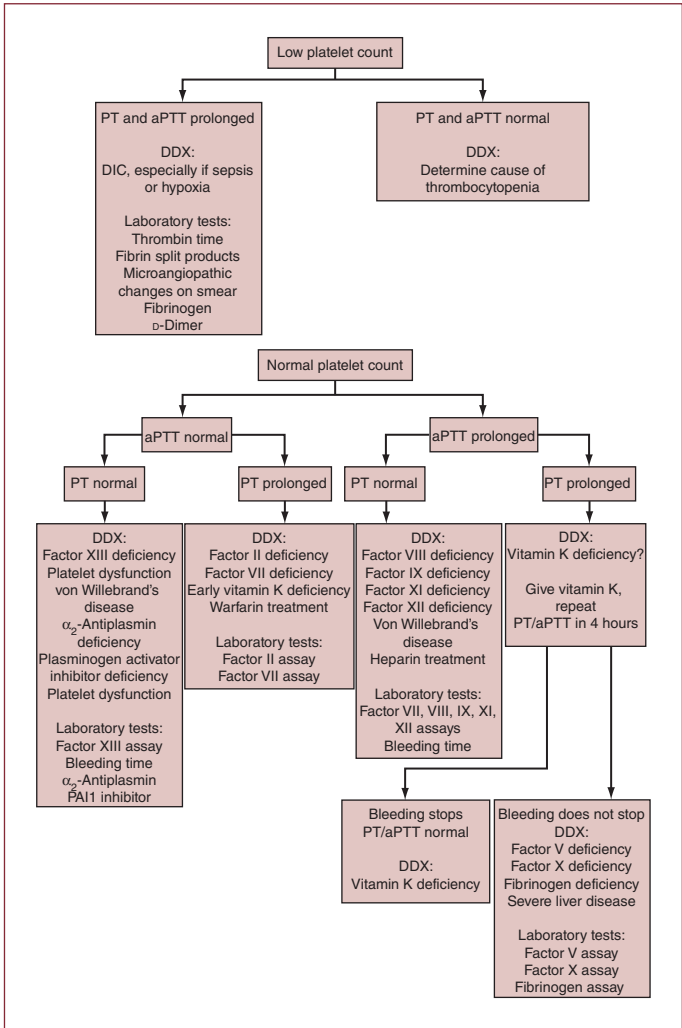 Low platelet count
PT and aPTT prolonged
DDX:
DIC, especially if sepsis
or hypoxia
Laboratory tests:
Thrombin time
Fibrin split products
Microangiopathic
changes on smear
Fibrinogen
D-Dimer
PT and aPTT normal
DDX:
Determine cause of
thrombocytopenia
Normal platelet count
aPTT normal
aPTT prolonged
PT normal
PT prolonged
PT normal
PT prolonged
DDX:
Factor XIII deficiency
Platelet dysfunction
von Willebrand's
disease
α2-Antiplasmin
deficiency
Plasminogen activator
inhibitor deficiency
Platelet dysfunction
Laboratory tests:
Factor XIII assay
Bleeding time
α2-Antiplasmin
PAI1 inhibitor
DDX:
Factor II deficiency
Factor VII deficiency
Early vitamin K deficiency
Warfarin treatment
Laboratory tests:
Factor II assay
Factor VII assay
DDX:
Factor VIII deficiency
Factor IX deficiency
Factor XI deficiency
Factor XII deficiency
Von Willebrand's
disease
Heparin treatment
Laboratory tests:
Factor VII, VIII, IX, XI,
XII assays
Bleeding time
DDX:
Vitamin K deficiency?
Give vitamin K,
repeat
PT/aPTT in 4 hours
Bleeding stops
PT/aPTT normal
DDX:
Vitamin K deficiency
Bleeding does not stop
DDX:
Factor V deficiency
Factor X deficiency
Fibrinogen deficiency
Severe liver disease
Laboratory tests:
Factor V assay
Factor X assay
Fibrinogen assay